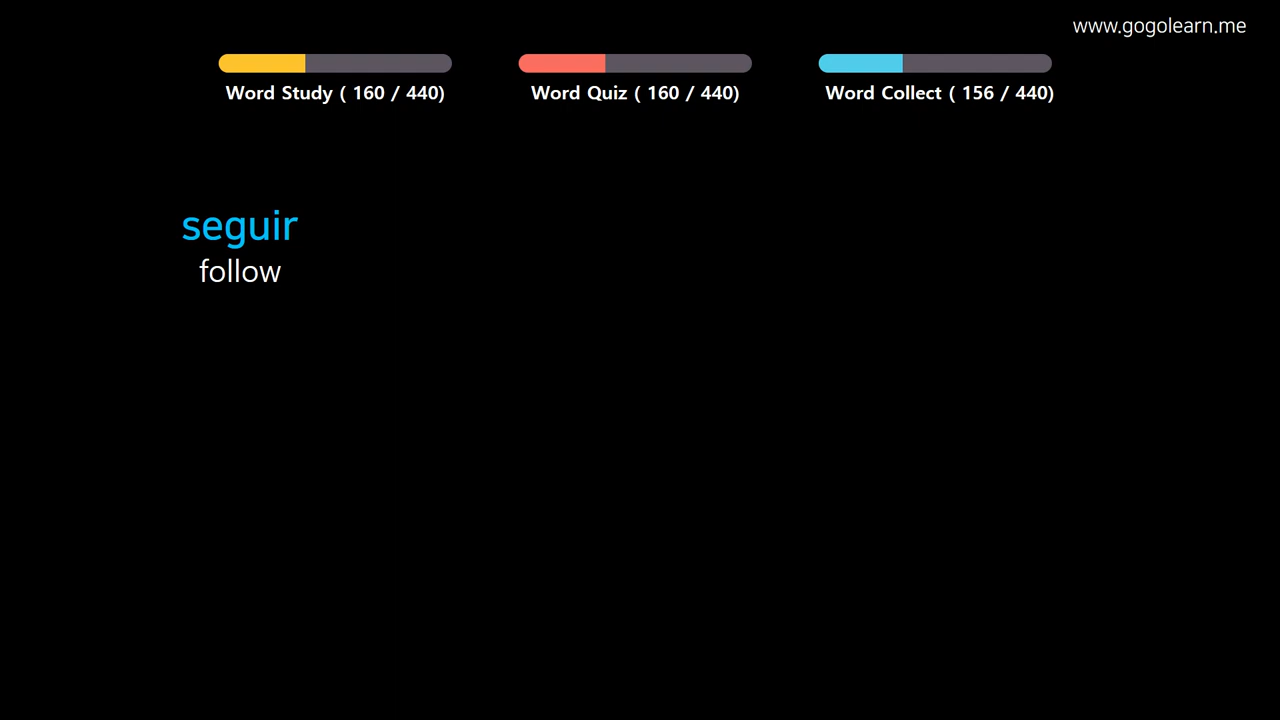 www.gogolearn.me
Word Study ( 160 / 440)
Word Quiz ( 160 / 440)
Word Collect ( 156 / 440)
seguir
follow